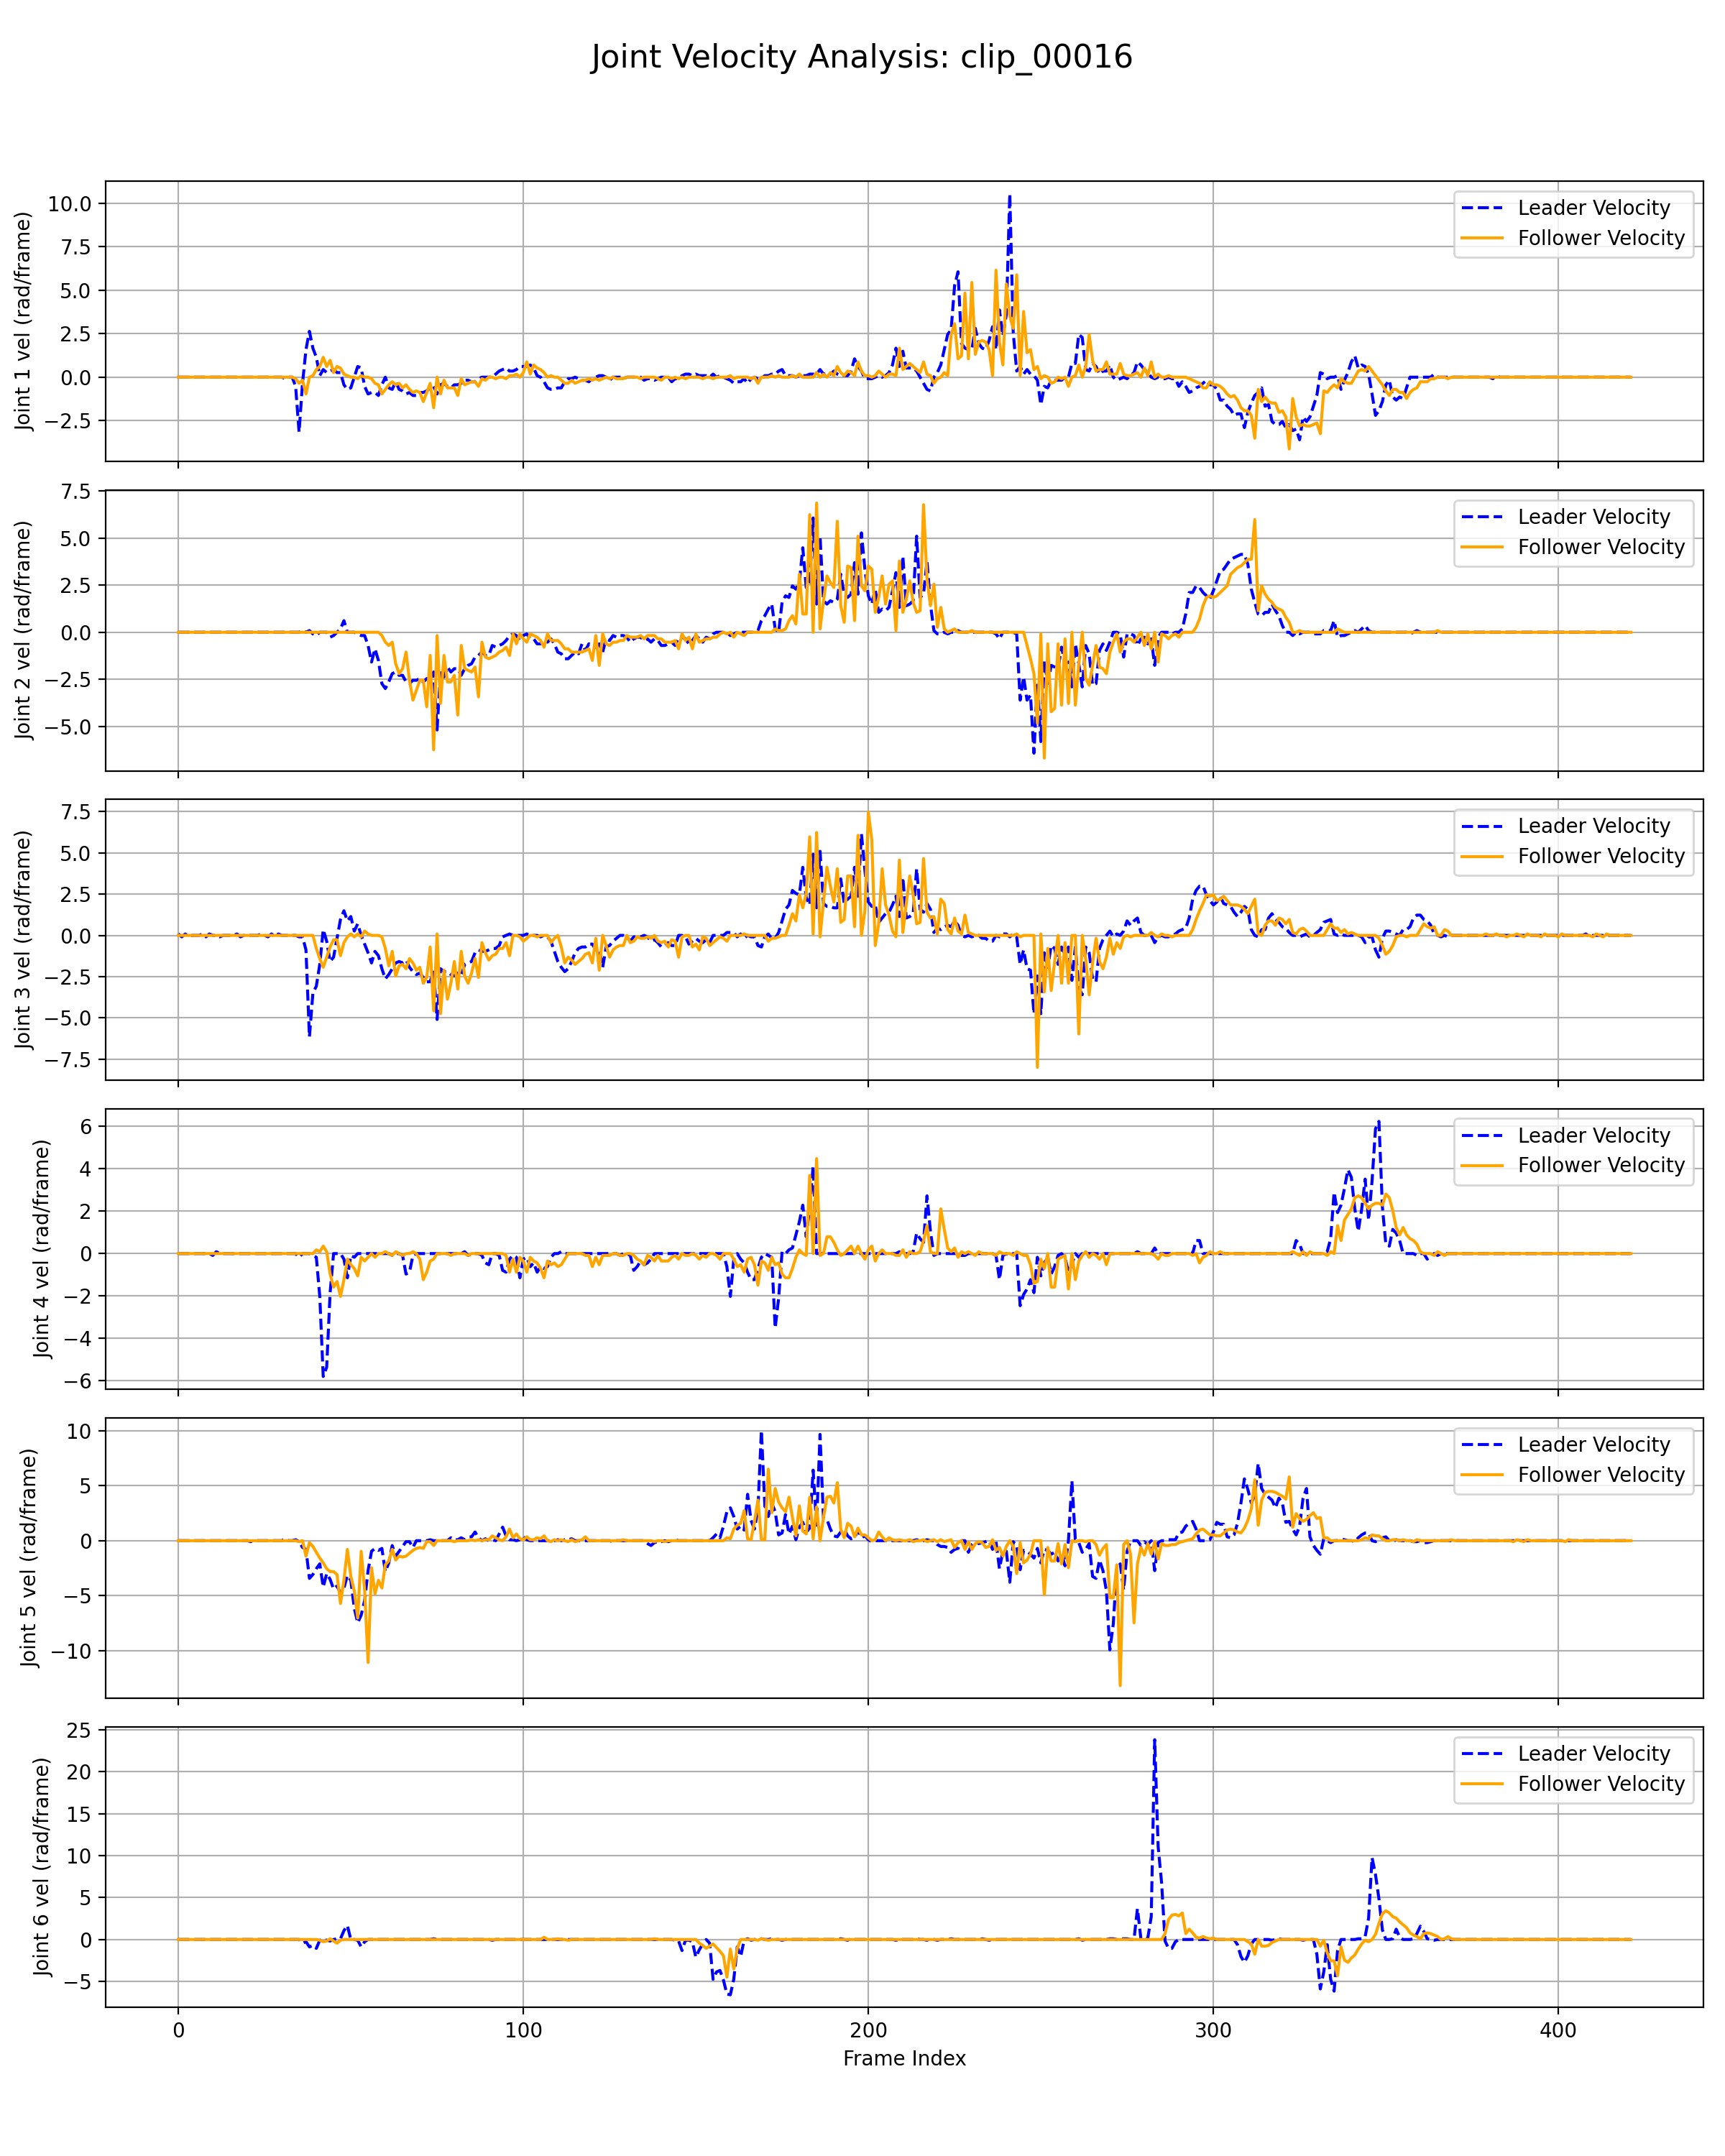 Joint Velocity Analysis: clip_00016
Joint 1 vel (rad/frame)
10.0
7.5
5.0
2.5
0.0
−2.5
Leader Velocity
Follower Velocity
Joint 2 vel (rad/frame)
7.5
5.0
2.5
0.0
−2.5
−5.0
Leader Velocity
Follower Velocity
Joint 3 vel (rad/frame)
7.5
5.0
2.5
0.0
−2.5
−5.0
−7.5
Leader Velocity
Follower Velocity
Joint 4 vel (rad/frame)
6
4
2
0
−2
−4
−6
Leader Velocity
Follower Velocity
Joint 5 vel (rad/frame)
10
5
0
−5
−10
Leader Velocity
Follower Velocity
Joint 6 vel (rad/frame)
25
20
15
10
5
0
−5
Leader Velocity
Follower Velocity
0 100 200 300 400
Frame Index